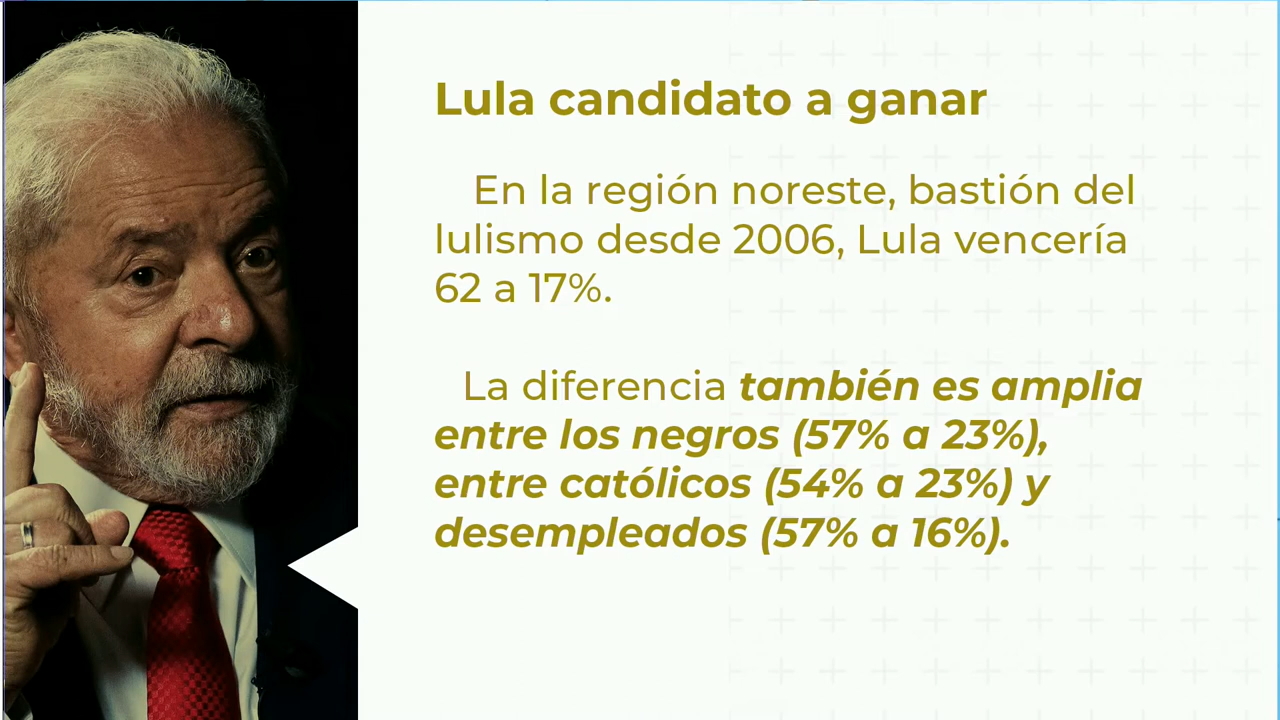 Lula candidato a ganar
En la región noreste, bastión del
lulismo desde 2006, Lula vencería
62 a 17%.
La diferencia también es amplia
entre los negros (57% a 23%),
entre católicos (54% a 23%) y
desempleados (57% a 16%).